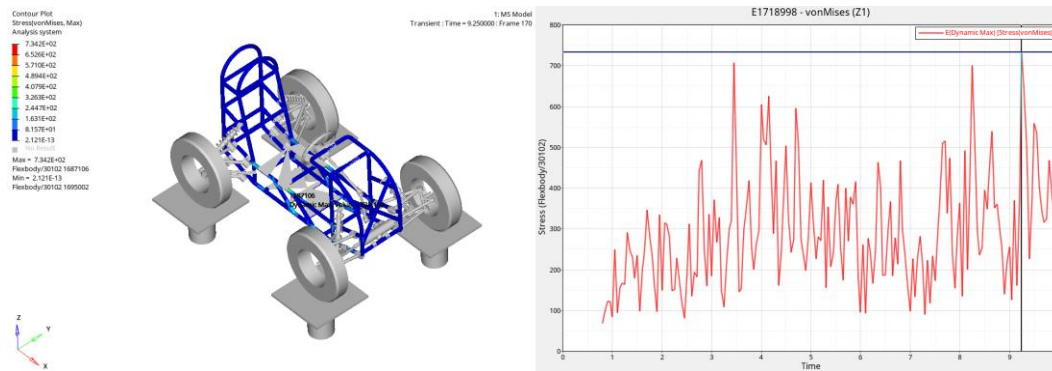 Contour Plot
Stress(vonMises, Max)
Analysis system
7.342E+02
6.526E+02
5.710E+02
4.894E+02
4.079E+02
3.263E+02
2.447E+02
1.631E+02
8.157E+01
2.121E-13
No Result
Max = 7.342E+02
Flexbody/30102 1687106
Min = 2.121E-13
Flexbody/30102 1695002
1: MS Model
Transient : Time = 9.250000 : Frame 170
1687106
Dynamic Max
Z
Y
X
E1718998 - vonMises (Z1)
E(Dynamic Max) [Stress(vonMises)
Stress (Flexbody/30102)
800
700
600
500
400
300
200
100
0
0 1 2 3 4 5 6 7 8 9
Time